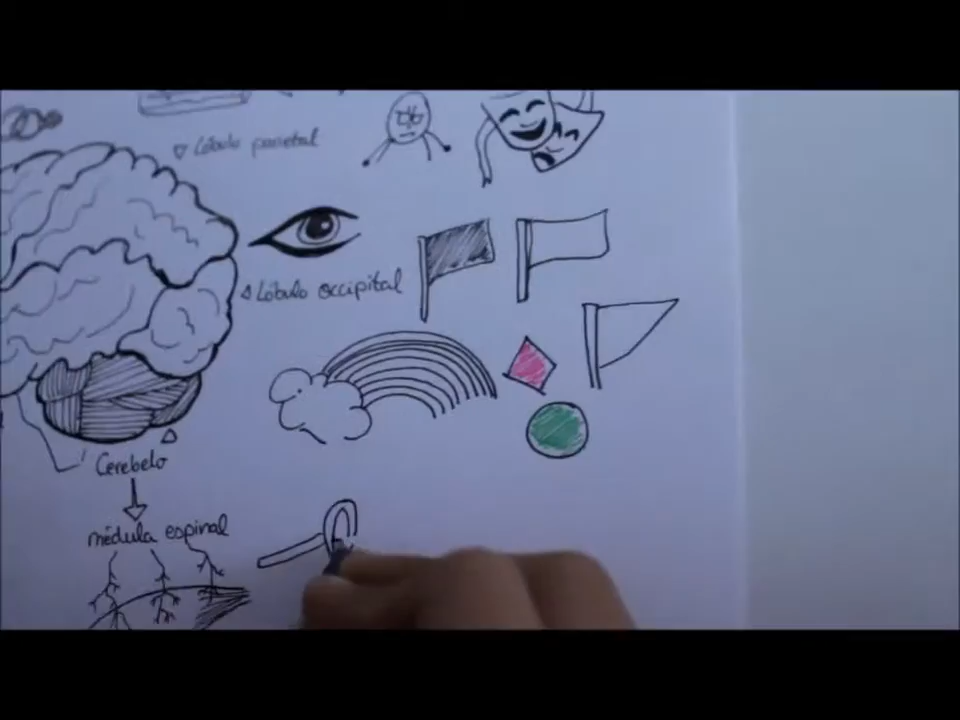 Lóbulo parietal
Lóbulo occipital
Cerebelo
médula espinal